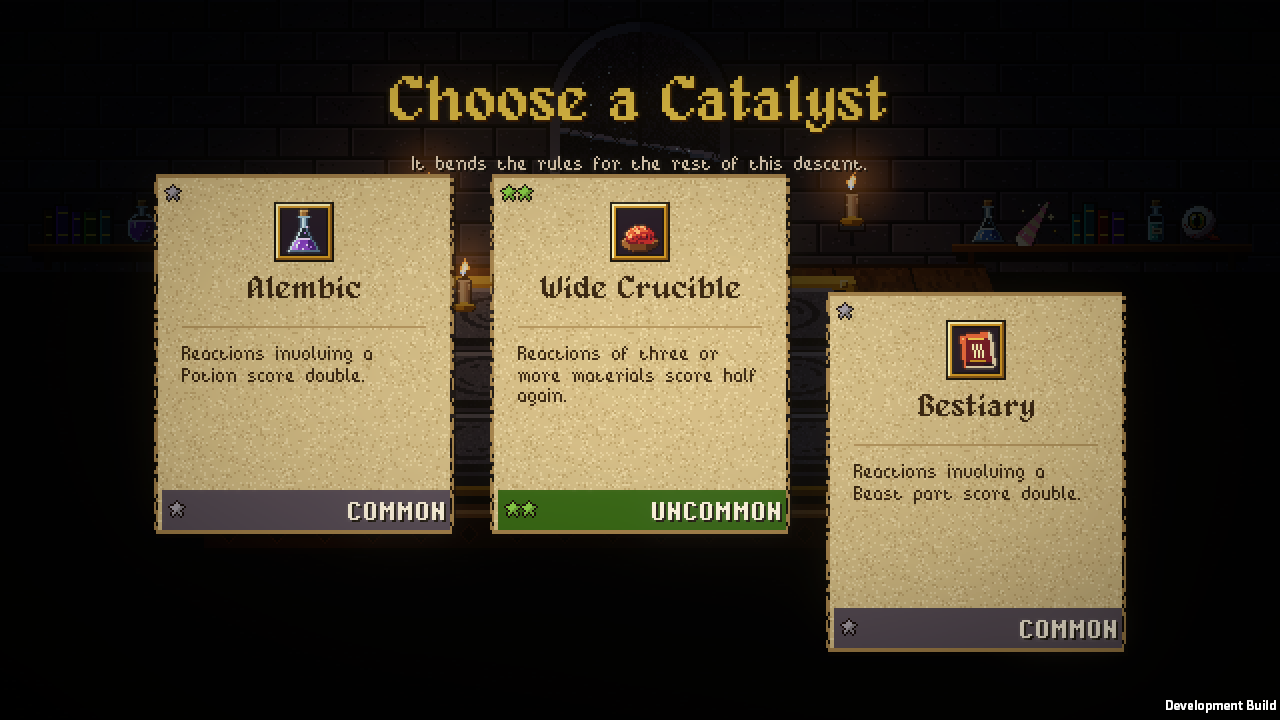 Choose a Catalyst
It bends the rules for the rest of this descent.
Alembic
Reactions involving a
Potion score double.
COMMON
Wide Crucible
Reactions of three or
more materials score half
again.
UNCOMMON
Bestiary
Reactions involving a
Beast part score double.
COMMON
Development Build